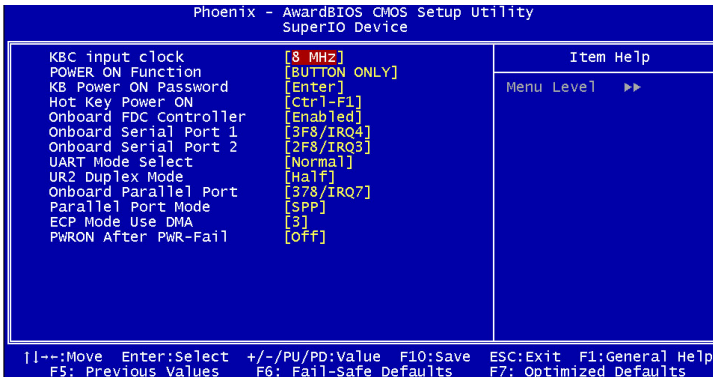 Phoenix - AwardBIOS CMOS Setup Utility
SuperIO Device
KBC input clock [8 MHz]
POWER ON Function [BUTTON ONLY]
KB Power ON Password [Enter]
Hot Key Power ON [Ctrl-F1]
Onboard FDC Controller [Enabled]
Onboard Serial Port 1 [3F8/IRQ4]
Onboard Serial Port 2 [2F8/IRQ3]
UART Mode Select [Normal]
UR2 Duplex Mode [Half]
Onboard Parallel Port [378/IRQ7]
Parallel Port Mode [SPP]
ECP Mode Use DMA [3]
PWRON After PWR-Fail [Off]
Item Help
Menu Level ▶▶
↑↓→←:Move Enter:Select +/-/PU/PD:Value F10:Save ESC:Exit F1:General Help
F5: Previous Values F6: Fail-Safe Defaults F7: Optimized Defaults